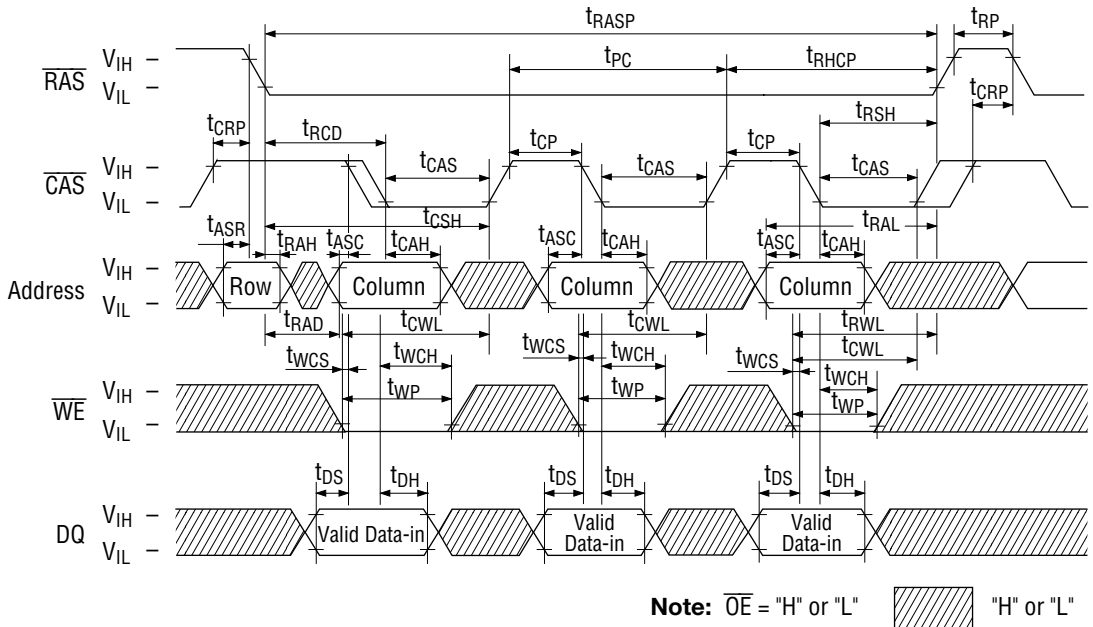 tRASP
tRP
VIH
RAS
VIL
tPC
tRHCP
tCRP
tRSH
tCRP
tRCD
tCP
tCP
VIH
CAS
VIL
tCAS
tCAS
tCAS
tCSH
tRAL
tASR
tRAH
tASC
tCAH
tASC
tCAH
tASC
tCAH
VIH
Address
VIL
Row
Column
Column
Column
tRAD
tCWL
tCWL
tRWL
tWCS
tWCH
tWCS
tWCH
tWCS
tCWL
tWCH
VIH
WE
VIL
tWP
tWP
tWP
tDS
tDH
tDS
tDH
tDS
tDH
VIH
DQ
VIL
Valid Data-in
Valid
Data-in
Valid
Data-in
Note: OE = "H" or "L"
"H" or "L"